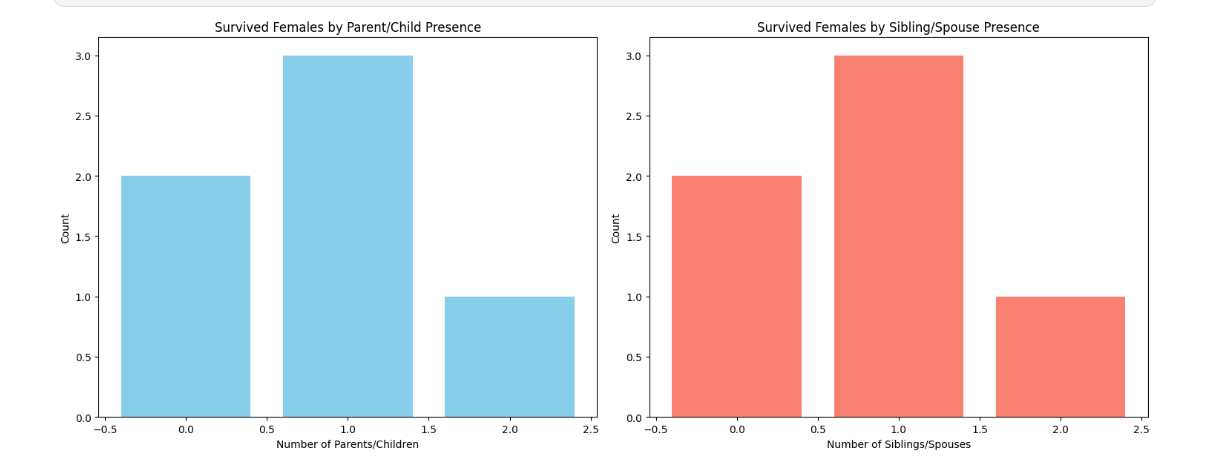 Survived Females by Parent/Child Presence
3.0
2.5
2.0
1.5
1.0
0.5
0.0
Count
−0.5 0.0 0.5 1.0 1.5 2.0 2.5
Number of Parents/Children
Survived Females by Sibling/Spouse Presence
3.0
2.5
2.0
1.5
1.0
0.5
0.0
Count
−0.5 0.0 0.5 1.0 1.5 2.0 2.5
Number of Siblings/Spouses